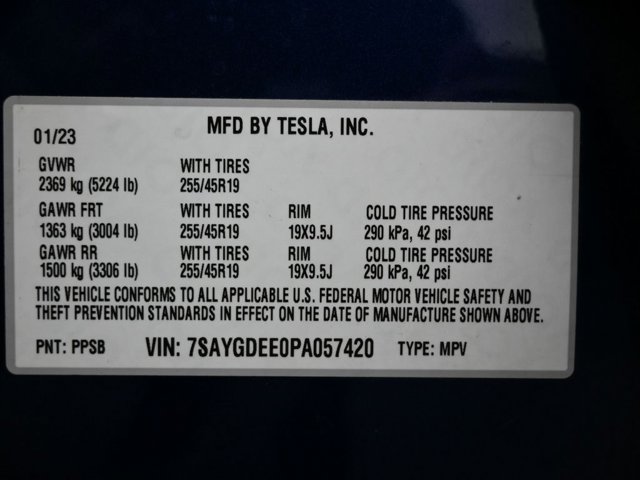 MFD BY TESLA, INC.
01/23
GVWR WITH TIRES
2369 kg (5224 lb) 255/45R19
GAWR FRT WITH TIRES RIM COLD TIRE PRESSURE
1363 kg (3004 lb) 255/45R19 19X9.5J 290 kPa, 42 psi
GAWR RR WITH TIRES RIM COLD TIRE PRESSURE
1500 kg (3306 lb) 255/45R19 19X9.5J 290 kPa, 42 psi
THIS VEHICLE CONFORMS TO ALL APPLICABLE U.S. FEDERAL MOTOR VEHICLE SAFETY AND
THEFT PREVENTION STANDARDS IN EFFECT ON THE DATE OF MANUFACTURE SHOWN ABOVE.
PNT: PPSB VIN: 7SAYGDEE0PA057420 TYPE: MPV